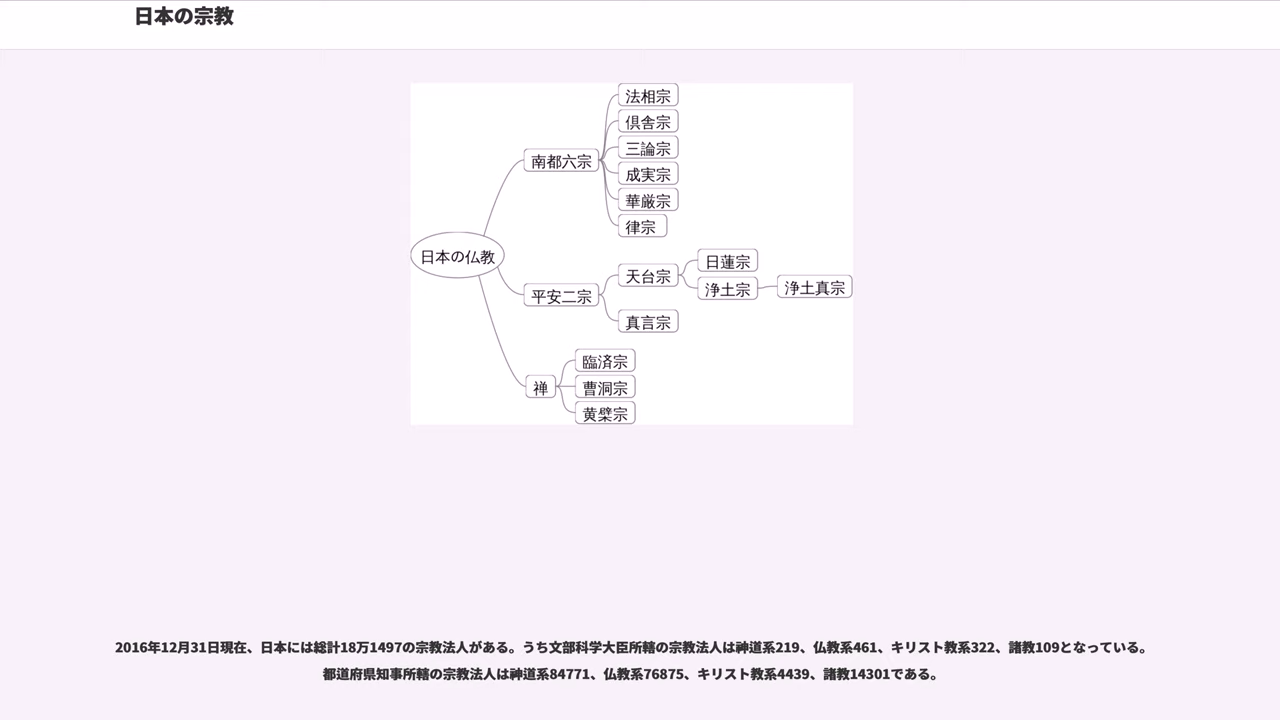 日本の宗教
日本の仏教
南都六宗
法相宗
倶舎宗
三論宗
成実宗
華厳宗
律宗
平安二宗
天台宗
日蓮宗
浄土宗
浄土真宗
真言宗
禅
臨済宗
曹洞宗
黄檗宗
2016年12月31日現在、日本には総計18万1497の宗教法人がある。うち文部科学大臣所轄の宗教法人は神道系219、仏教系461、キリスト教系322、諸教109となっている。
都道府県知事所轄の宗教法人は神道系84771、仏教系76875、キリスト教系4439、諸教14301である。